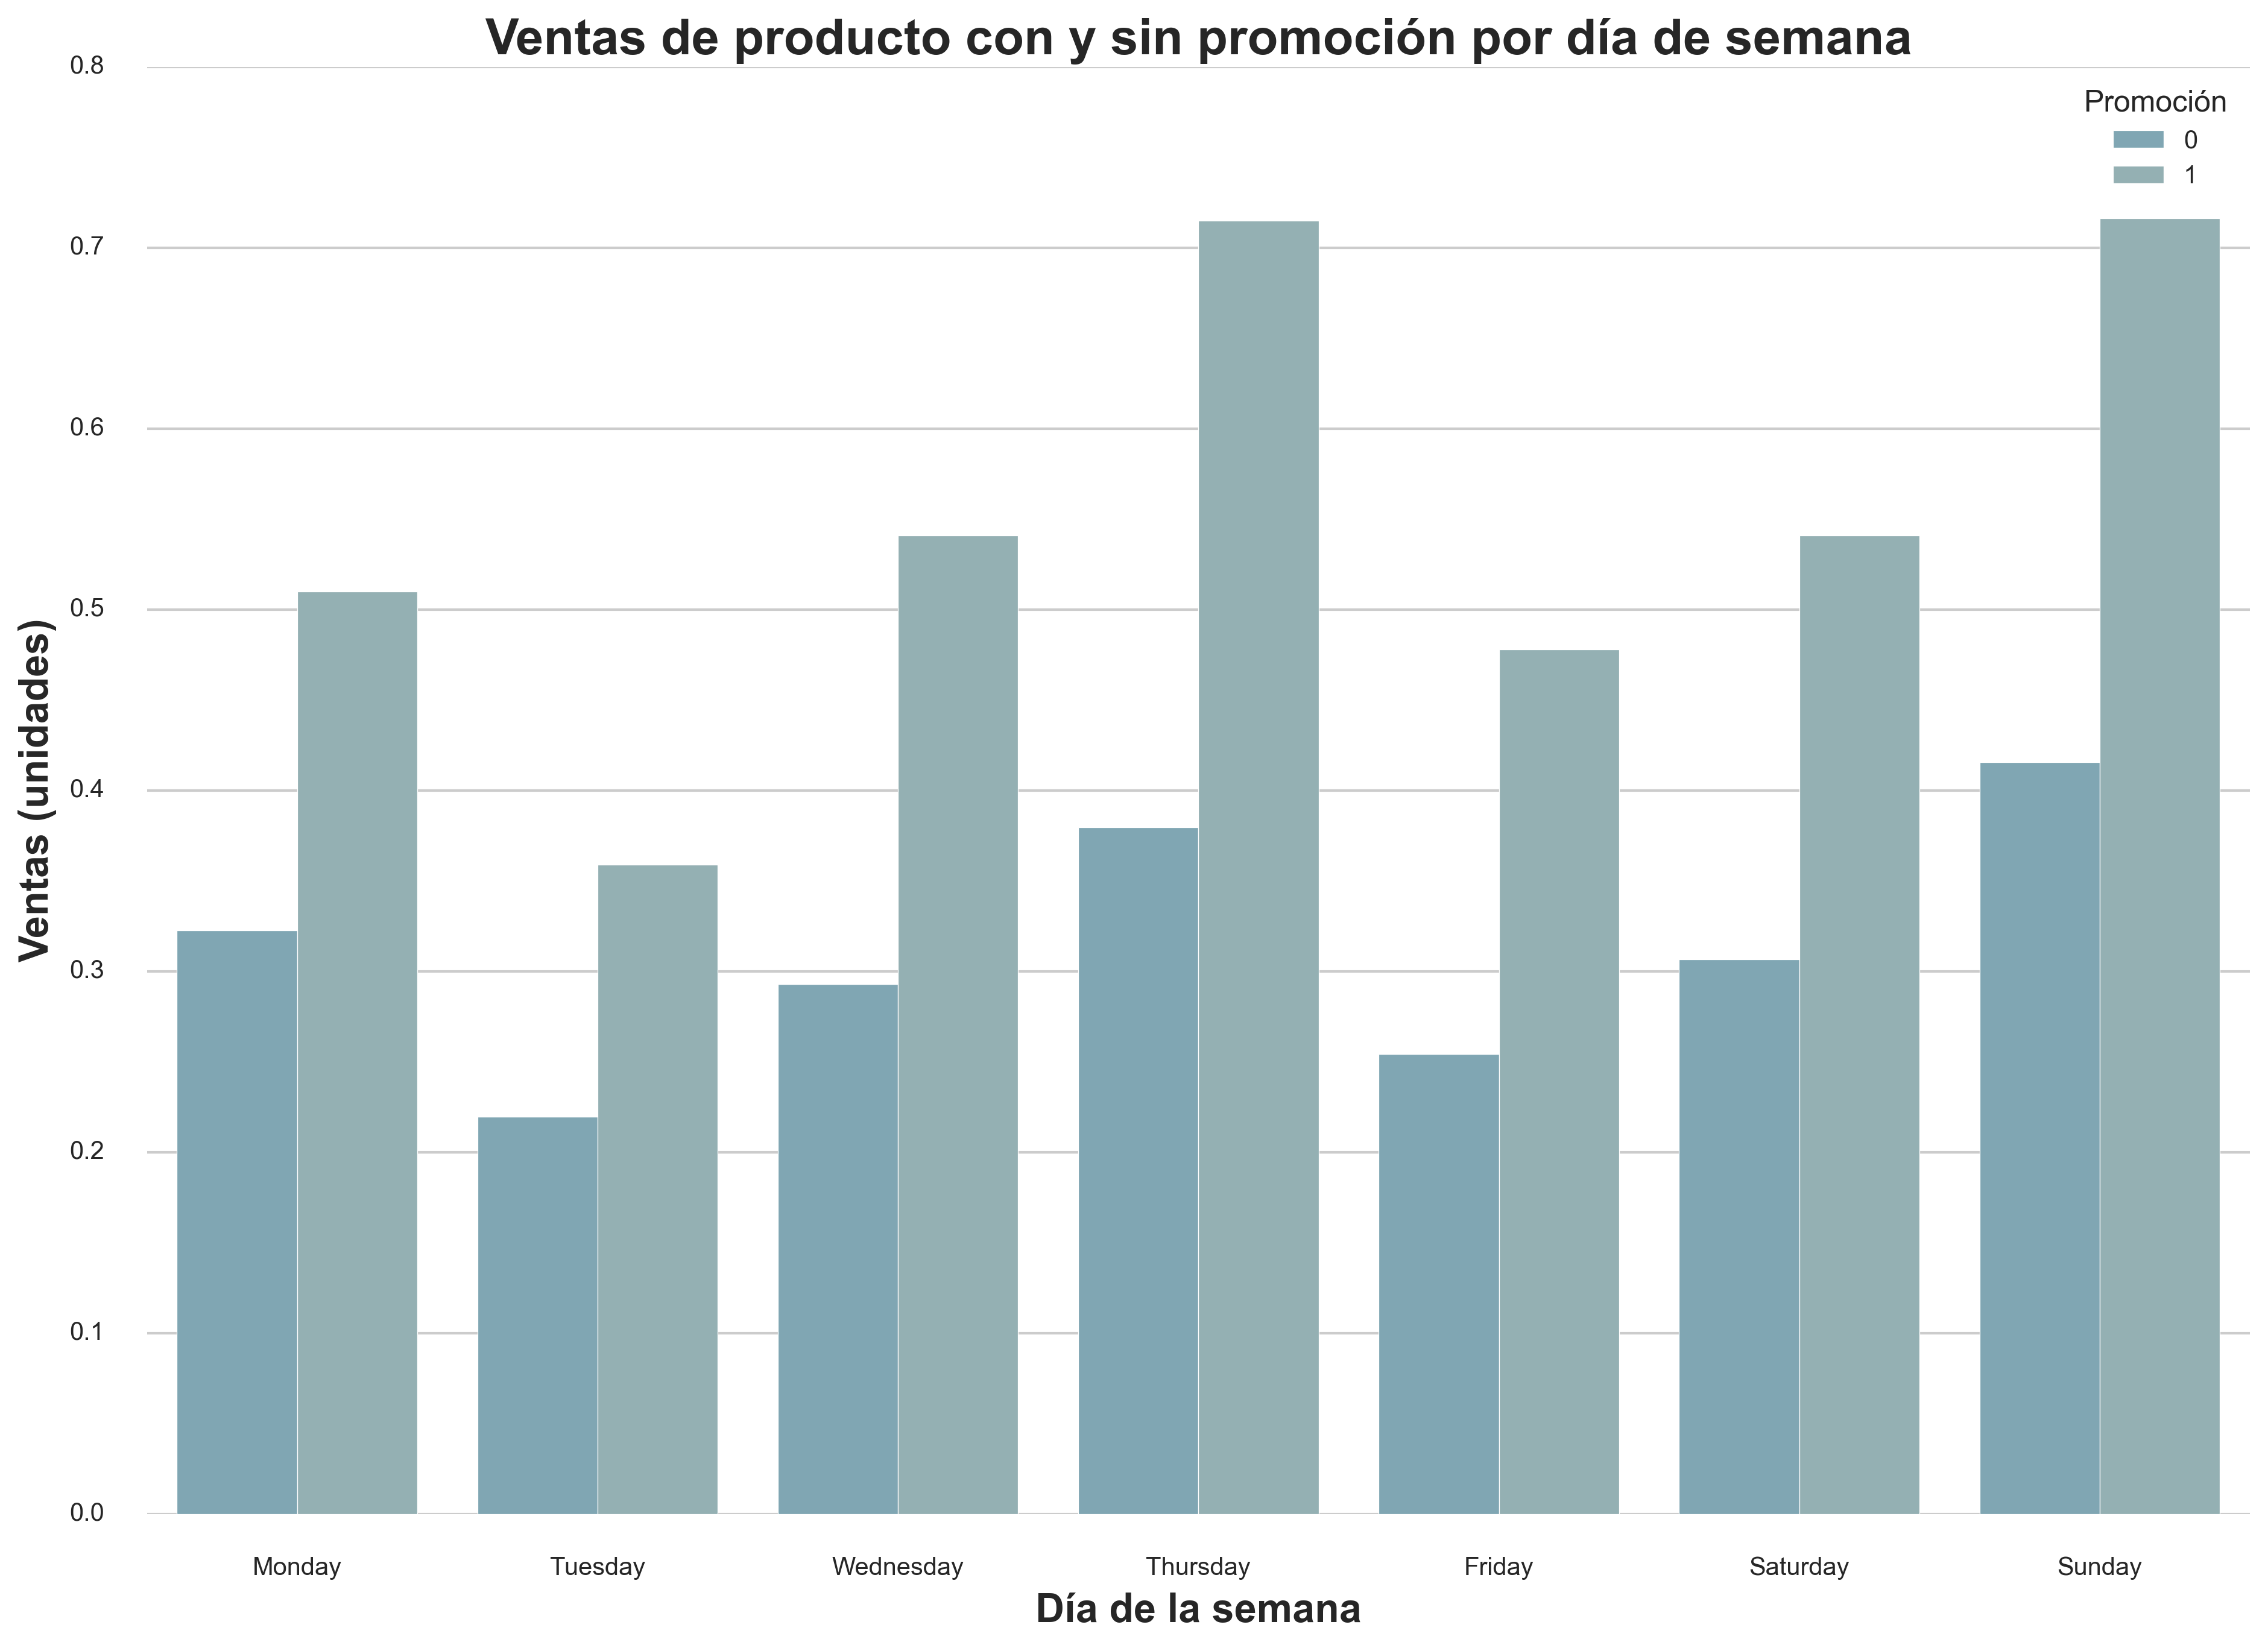 Ventas de producto con y sin promoción por día de semana
Promoción
0
1
Ventas (unidades)
0.8
0.7
0.6
0.5
0.4
0.3
0.2
0.1
0.0
Monday Tuesday Wednesday Thursday Friday Saturday Sunday
Día de la semana